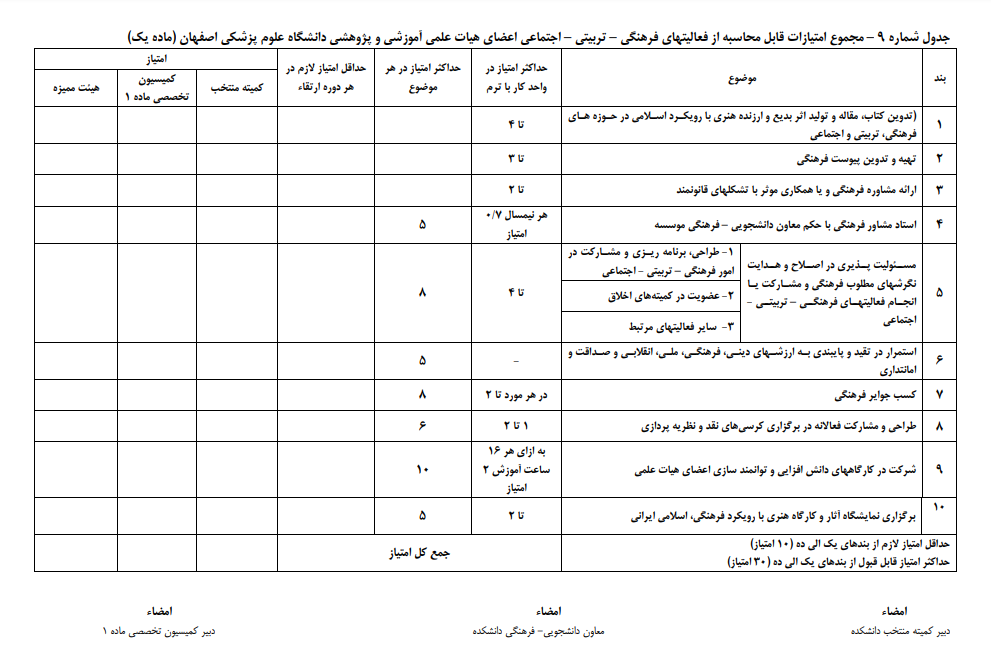 جدول شماره ۹ – مجموع امتیازات قابل محاسبه از فعالیتهای فرهنگی – تربیتی – اجتماعی اعضای هیات علمی آموزشی و پژوهشی دانشگاه علوم پزشکی اصفهان (ماده یک)
بند
موضوع
حداکثر امتیاز در
واحد کار با ترم
حداکثر امتیاز در هر
موضوع
حداقل امتیاز لازم در
هر دوره ارتقاء
امتیاز
کمیته منتخب
کمیسیون
تخصصی ماده ۱
هیئت ممیزه
۱
(تدوین کتاب، مقاله و تولید اثر بدیع و ارزنده هنری با رویکرد اسلامی در حوزه های
فرهنگی، تربیتی و اجتماعی
تا ۴
۲
تهیه و تدوین پیوست فرهنگی
تا ۳
۳
ارائه مشاوره فرهنگی و یا همکاری موثر با تشکلهای قانونمند
تا ۲
۴
استاد مشاور فرهنگی با حکم معاون دانشجویی – فرهنگی موسسه
هر نیمسال ۰/۷
امتیاز
۵
۵
مسئولیت پذیری در اصلاح و هدایت
نگرشهای مطلوب فرهنگی و مشارکت یا
انجام فعالیتهای فرهنگی – تربیتی -
اجتماعی
۱- طراحی، برنامه ریزی و مشارکت در
امور فرهنگی – تربیتی - اجتماعی
۲- عضویت در کمیته‌های اخلاق
۳- سایر فعالیتهای مرتبط
تا ۴
۸
۶
استمرار در تقید و پایبندی به ارزشهای دینی، فرهنگی، ملی، انقلابی و صداقت و
امانتداری
–
۵
۷
کسب جوایر فرهنگی
در هر مورد تا ۲
۸
۸
طراحی و مشارکت فعالانه در برگزاری کرسی‌های نقد و نظریه پردازی
۱ تا ۲
۶
۹
شرکت در کارگاههای دانش افزایی و توانمند سازی اعضای هیات علمی
به ازای هر ۱۶
ساعت آموزش ۲
امتیاز
۱۰
۱۰
برگزاری نمایشگاه آثار و کارگاه هنری با رویکرد فرهنگی، اسلامی ایرانی
تا ۲
۵
حداقل امتیاز لازم از بندهای یک الی ده (۱۰ امتیاز)
حداکثر امتیاز قابل قبول از بندهای یک الی ده (۳۰ امتیاز)
جمع کل امتیاز
امضاء
دبیر کمیته منتخب دانشکده
امضاء
معاون دانشجویی- فرهنگی دانشکده
امضاء
دبیر کمیسیون تخصصی ماده ۱